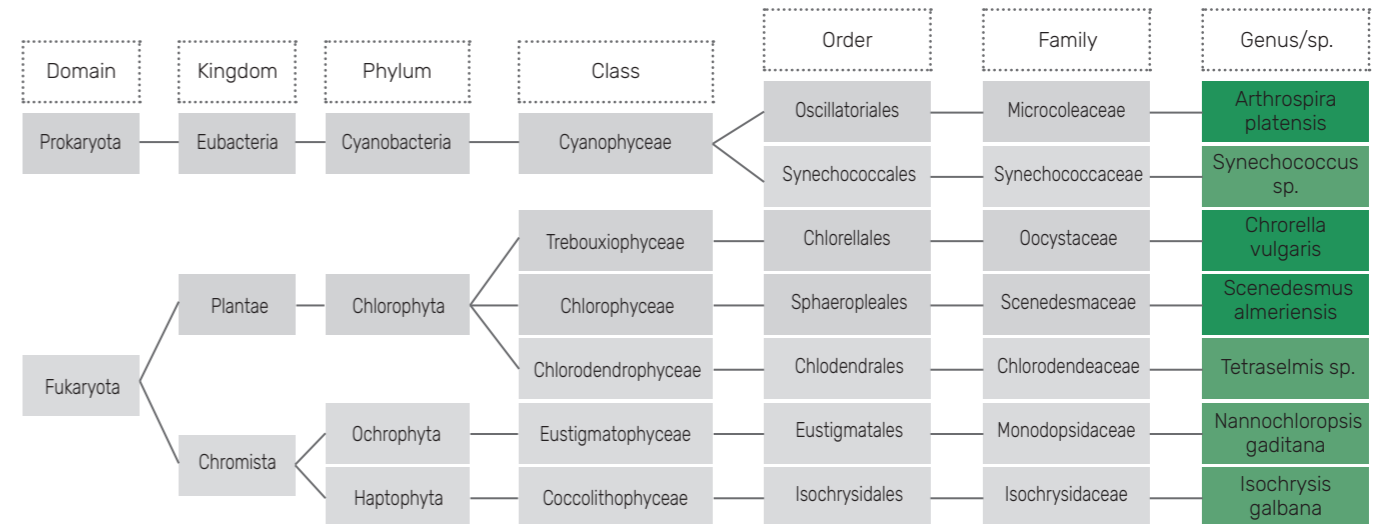 Domain
Kingdom
Phylum
Class
Order
Family
Genus/sp.
Prokaryota
Eubacteria
Cyanobacteria
Cyanophyceae
Oscillatoriales
Microcoleaceae
Arthrospira
platensis
Synechococcales
Synechococcaceae
Synechococcus
sp.
Fukaryota
Plantae
Chlorophyta
Trebouxiophyceae
Chlorellales
Oocystaceae
Chrorella
vulgaris
Chlorophyceae
Sphaeropleales
Scenedesmaceae
Scenedesmus
almeriensis
Chlorodendrophyceae
Chlodendrales
Chlorodendeaceae
Tetraselmis sp.
Chromista
Ochrophyta
Eustigmatophyceae
Eustigmatales
Monodopsidaceae
Nannochloropsis
gaditana
Haptophyta
Coccolithophyceae
Isochrysidales
Isochrysidaceae
Isochrysis
galbana